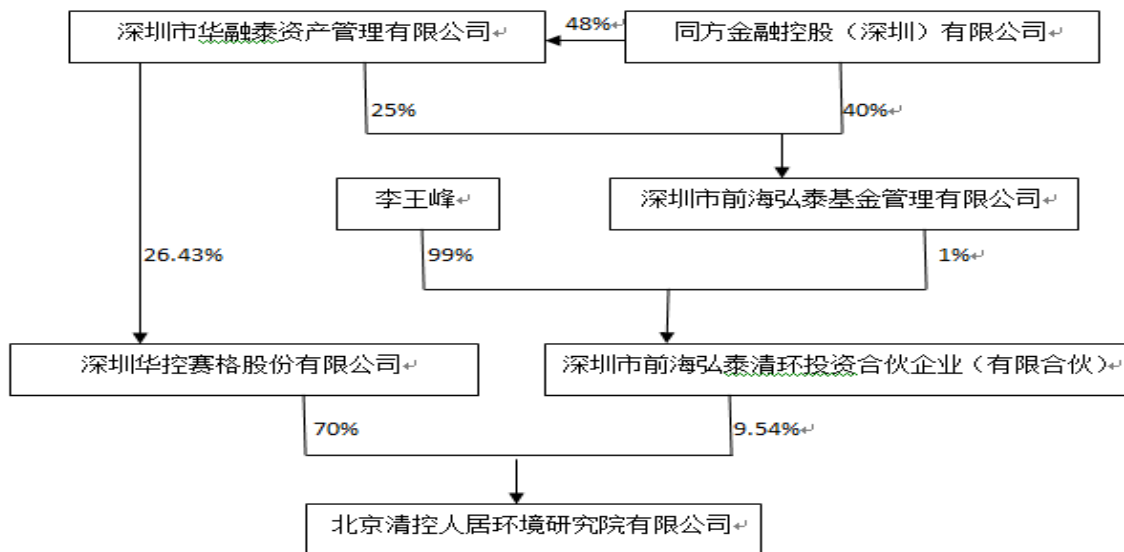 深圳市华融泰资产管理有限公司
48%
同方金融控股（深圳）有限公司
25%
40%
李王峰
深圳市前海弘泰基金管理有限公司
26.43%
99%
1%
深圳华控赛格股份有限公司
深圳市前海弘泰清环投资合伙企业（有限合伙）
70%
9.54%
北京清控人居环境研究院有限公司